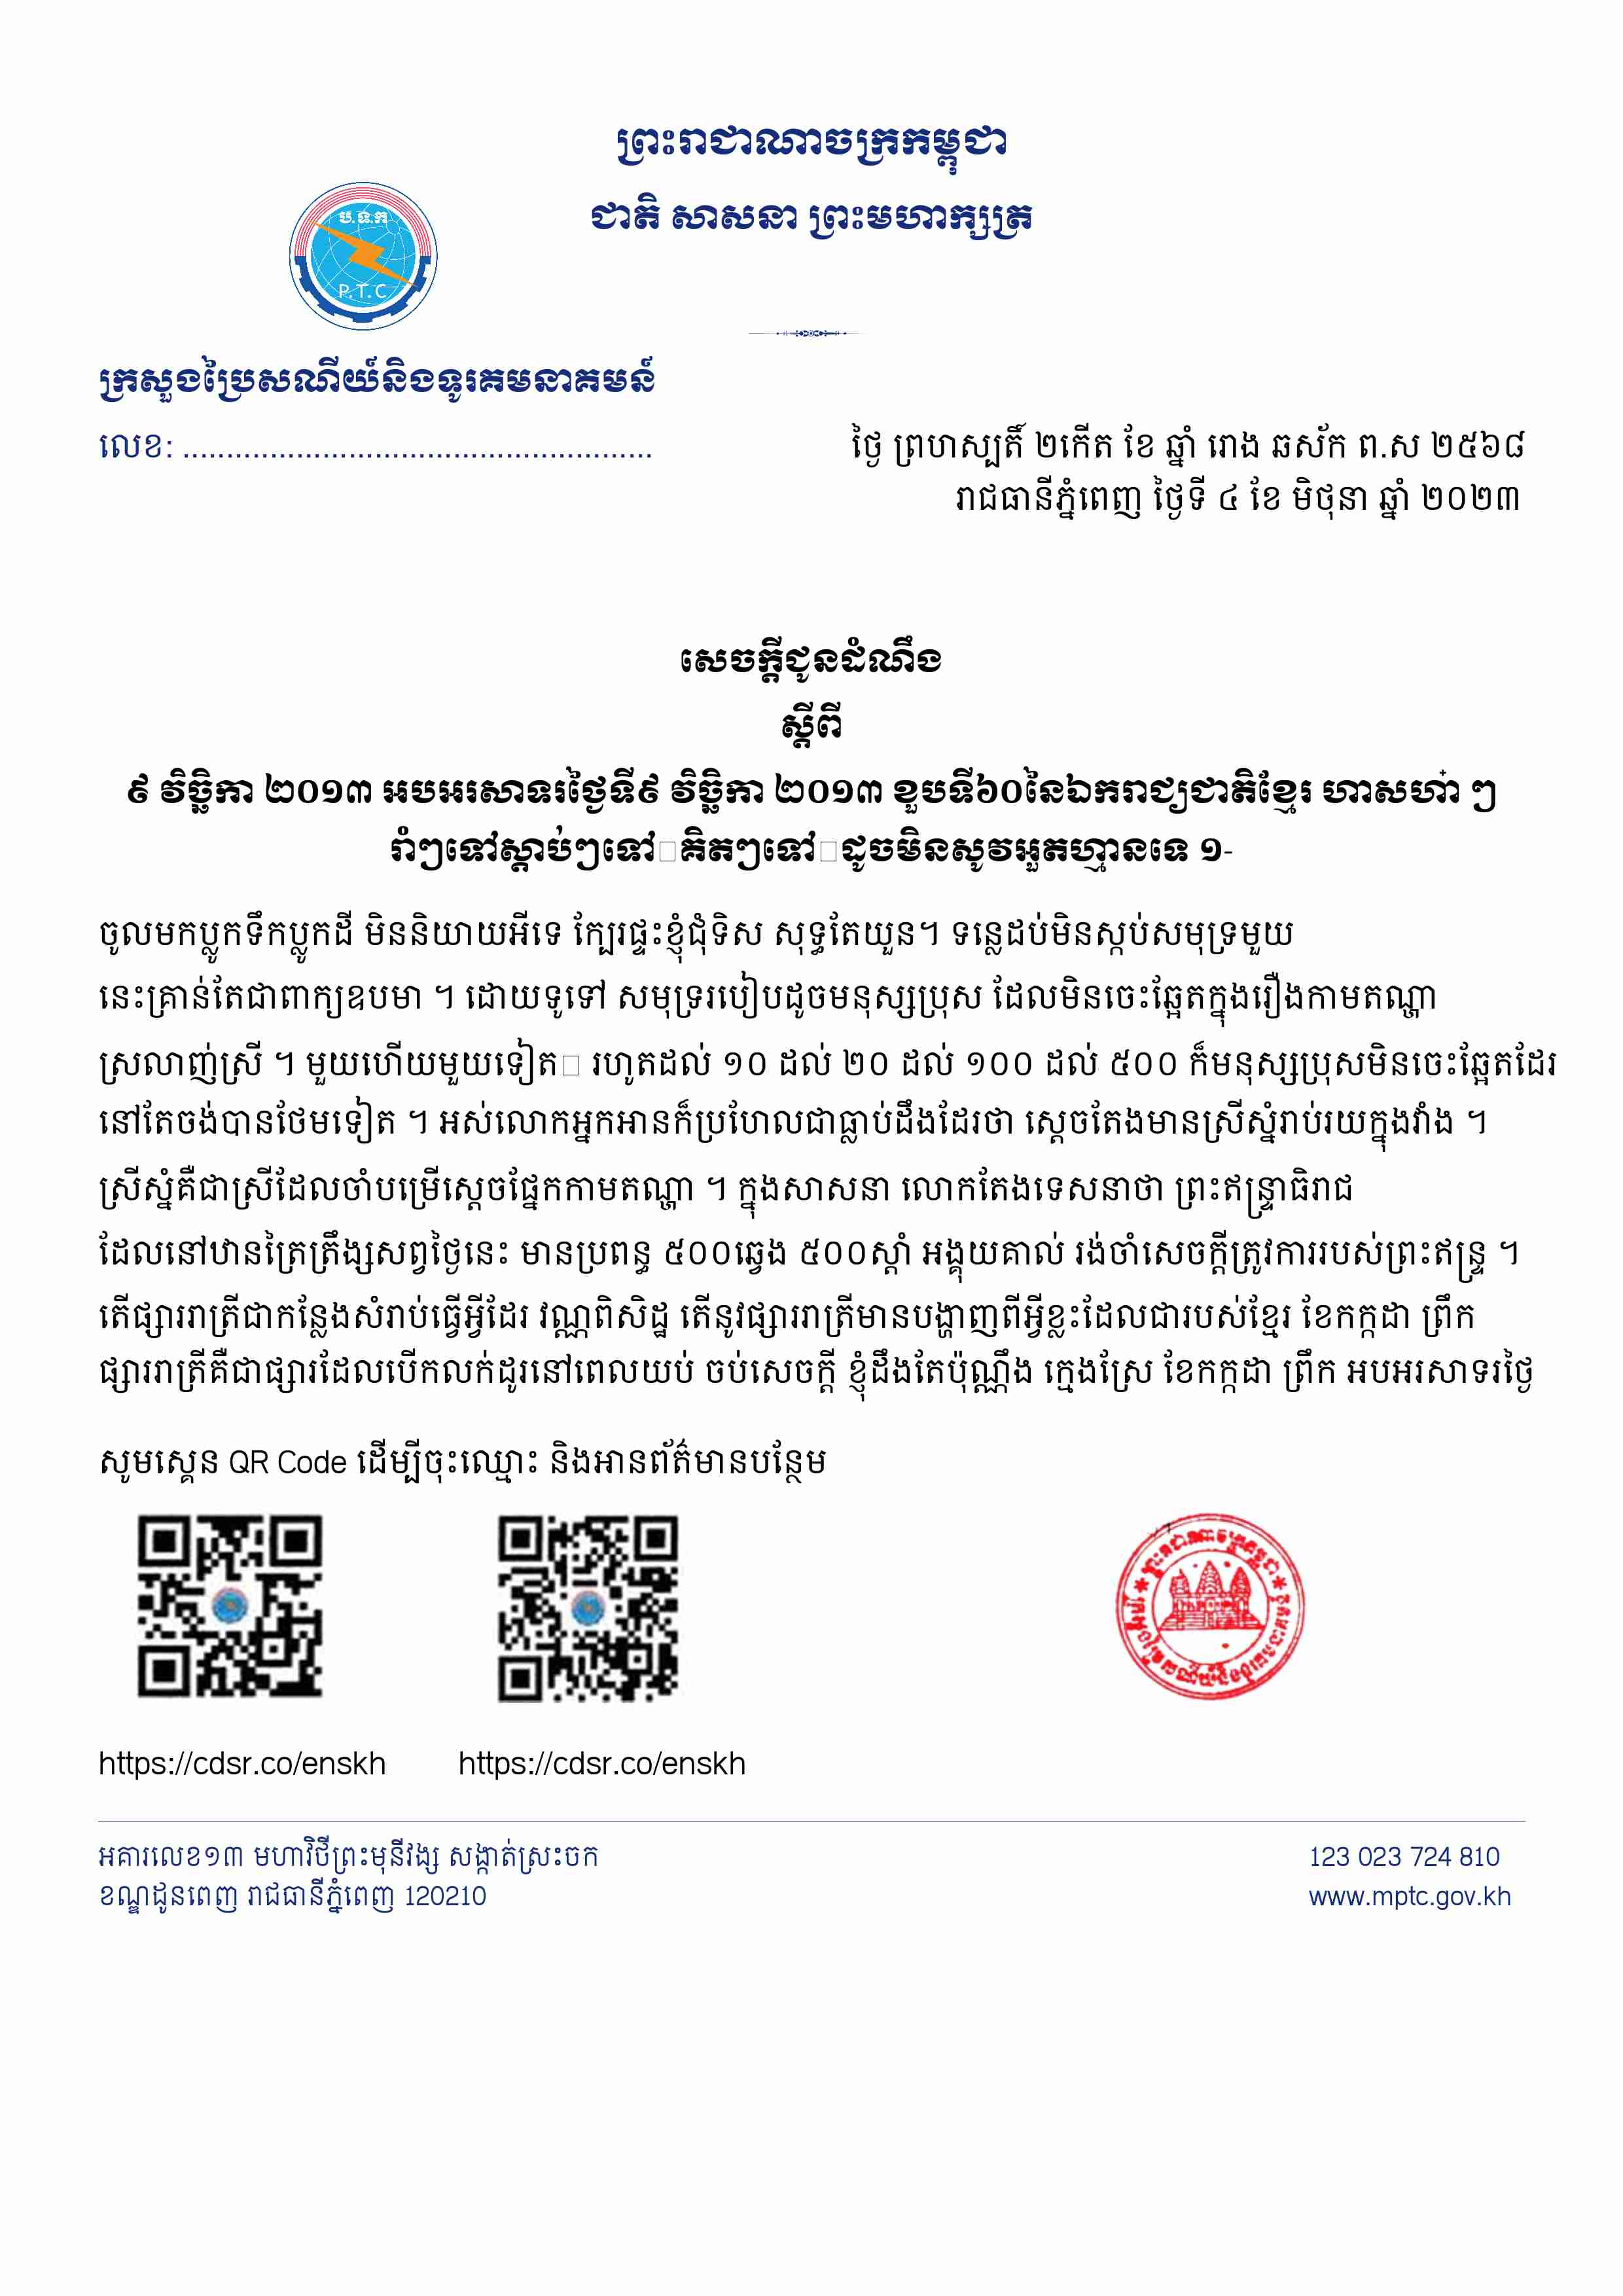 ព្រះរាជាណាចក្រកម្ពុជា
ជាតិ សាសនា ព្រះមហាក្សត្រ
ប.ទ.ក
P.T.C
ក្រសួងប្រៃសណីយ៍និងទូរគមនាគមន៍
លេខ: ......................................................
ថ្ងៃ ព្រហស្បតិ៍ ២កើត ខែ ឆ្នាំ រោង ឆស័ក ព.ស ២៥៦៨
រាជធានីភ្នំពេញ ថ្ងៃទី ៤ ខែ មិថុនា ឆ្នាំ ២០២៣
សេចក្តីជូនដំណឹង
ស្តីពី
៩ វិច្ឆិកា ២០១៣ អបអរសាទរថ្ងៃទី៩ វិច្ឆិកា ២០១៣ ខួបទី៦០នៃឯករាជ្យជាតិខ្មែរ ហាសហា៎ ៗ
រាំៗទៅស្តាប់ៗទៅ គិតៗទៅ ដូចមិនសូវអួតហ្មានទេ ១-
ចូលមកប្លូកទឹកប្លូកដី មិននិយាយអីទេ ក្បែរផ្ទះខ្ញុំជុំទិស សុទ្ធតែយួន។ ទន្លេដប់មិនស្កប់សមុទ្រមួយ
នេះគ្រាន់តែជាពាក្យឧបមា ។ ដោយទូទៅ សមុទ្ររបៀបដូចមនុស្សប្រុស ដែលមិនចេះឆ្អែតក្នុងរឿងកាមតណ្ហា
ស្រលាញ់ស្រី ។ មួយហើយមួយទៀត រហូតដល់ ១០ ដល់ ២០ ដល់ ១០០ ដល់ ៥០០ ក៏មនុស្សប្រុសមិនចេះឆ្អែតដែរ
នៅតែចង់បានថែមទៀត ។ អស់លោកអ្នកអានក៏ប្រហែលជាធ្លាប់ដឹងដែរថា ស្តេចតែងមានស្រីស្នំរាប់រយក្នុងវាំង ។
ស្រីស្នំគឺជាស្រីដែលចាំបម្រើស្តេចផ្នែកកាមតណ្ហា ។ ក្នុងសាសនា លោកតែងទេសនាថា ព្រះឥន្ទ្រាធិរាជ
ដែលនៅឋានត្រៃត្រឹង្សសព្វថ្ងៃនេះ មានប្រពន្ធ ៥០០ឆ្វេង ៥០០ស្តាំ អង្គុយគាល់ រង់ចាំសេចក្តីត្រូវការរបស់ព្រះឥន្ទ្រ ។
តើផ្សាររាត្រីជាកន្លែងសំរាប់ធ្វើអ្វីដែរ វណ្ណពិសិដ្ឋ តើនូវផ្សាររាត្រីមានបង្ហាញពីអ្វីខ្លះដែលជារបស់ខ្មែរ ខែកក្កដា ព្រឹក
ផ្សាររាត្រីគឺជាផ្សារដែលបើកលក់ដូរនៅពេលយប់ ចប់សេចក្តី ខ្ញុំដឹងតែប៉ុណ្ណឹង ក្មេងស្រែ ខែកក្កដា ព្រឹក អបអរសាទរថ្ងៃ
សូមស្គេន QR Code ដើម្បីចុះឈ្មោះ និងអានព័ត៌មានបន្ថែម
ព្រះរាជាណាចក្រកម្ពុជា
https://cdsr.co/enskh https://cdsr.co/enskh
អគារលេខ១៣ មហាវិថីព្រះមុនីវង្ស សង្កាត់ស្រះចក
ខណ្ឌដូនពេញ រាជធានីភ្នំពេញ 120210
123 023 724 810
www.mptc.gov.kh